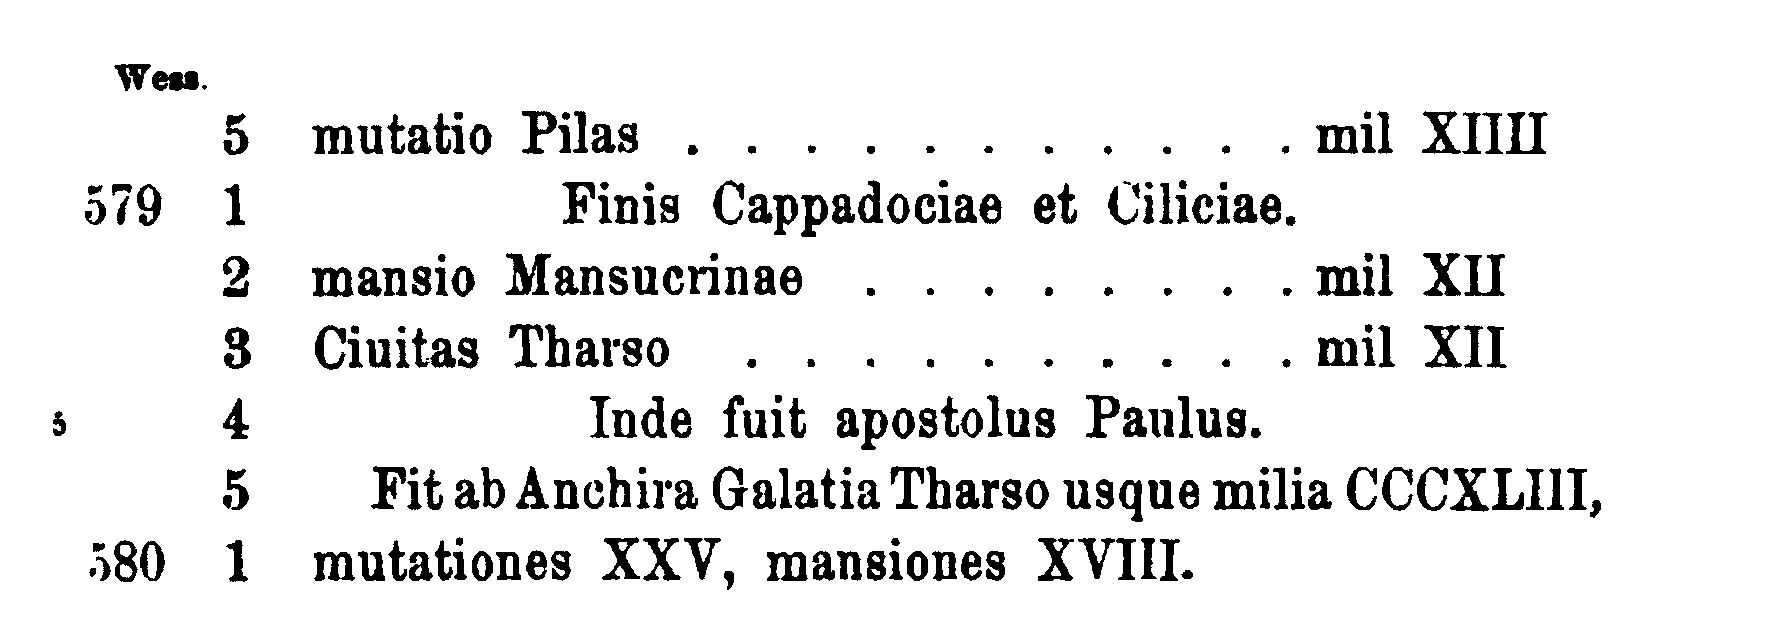 Wess.
5 mutatio Pilas . . . . . . . . . . . mil XIIII
579 1 Finis Cappadociae et Ciliciae.
2 mansio Mansucrinae . . . . . . . . mil XII
3 Ciuitas Tharso . . . . . . . . . . mil XII
5 4 Inde fuit apostolus Paulus.
5 Fit ab Anchira Galatia Tharso usque milia CCCXLIII,
580 1 mutationes XXV, mansiones XVIII.